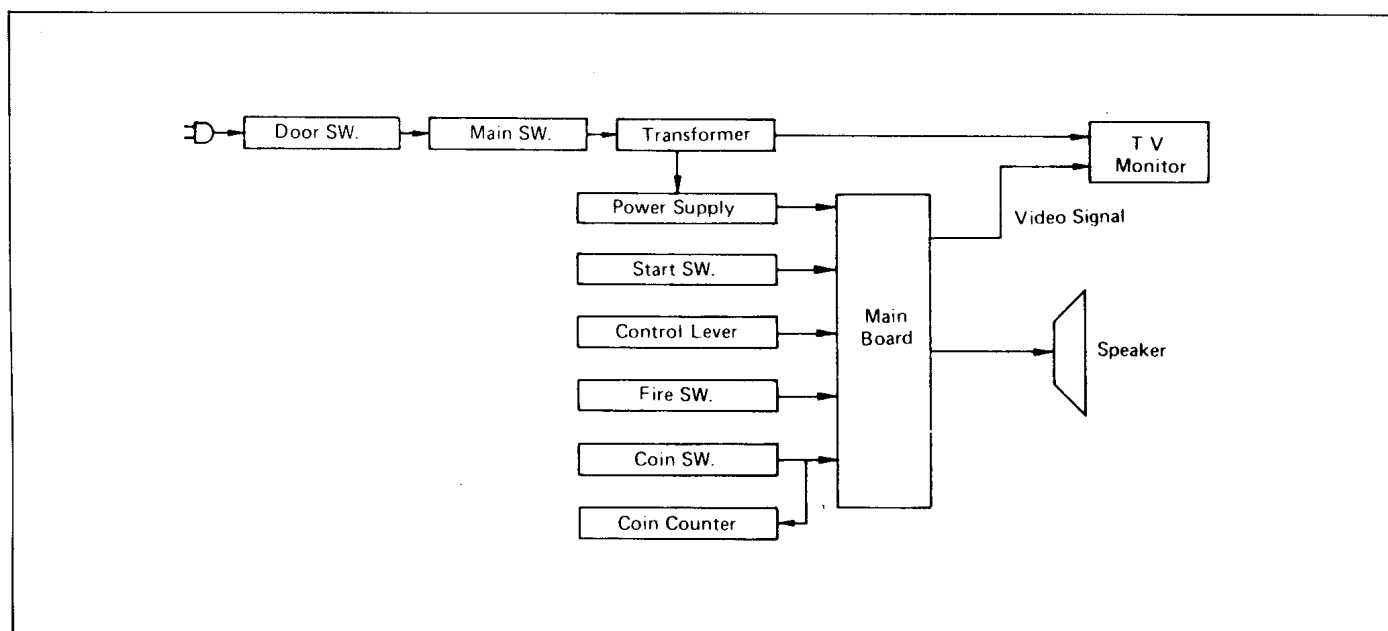 Door SW.
Main SW.
Transformer
T V
Monitor
Power Supply
Video Signal
Start SW.
Main
Board
Control Lever
Speaker
Fire SW.
Coin SW.
Coin Counter